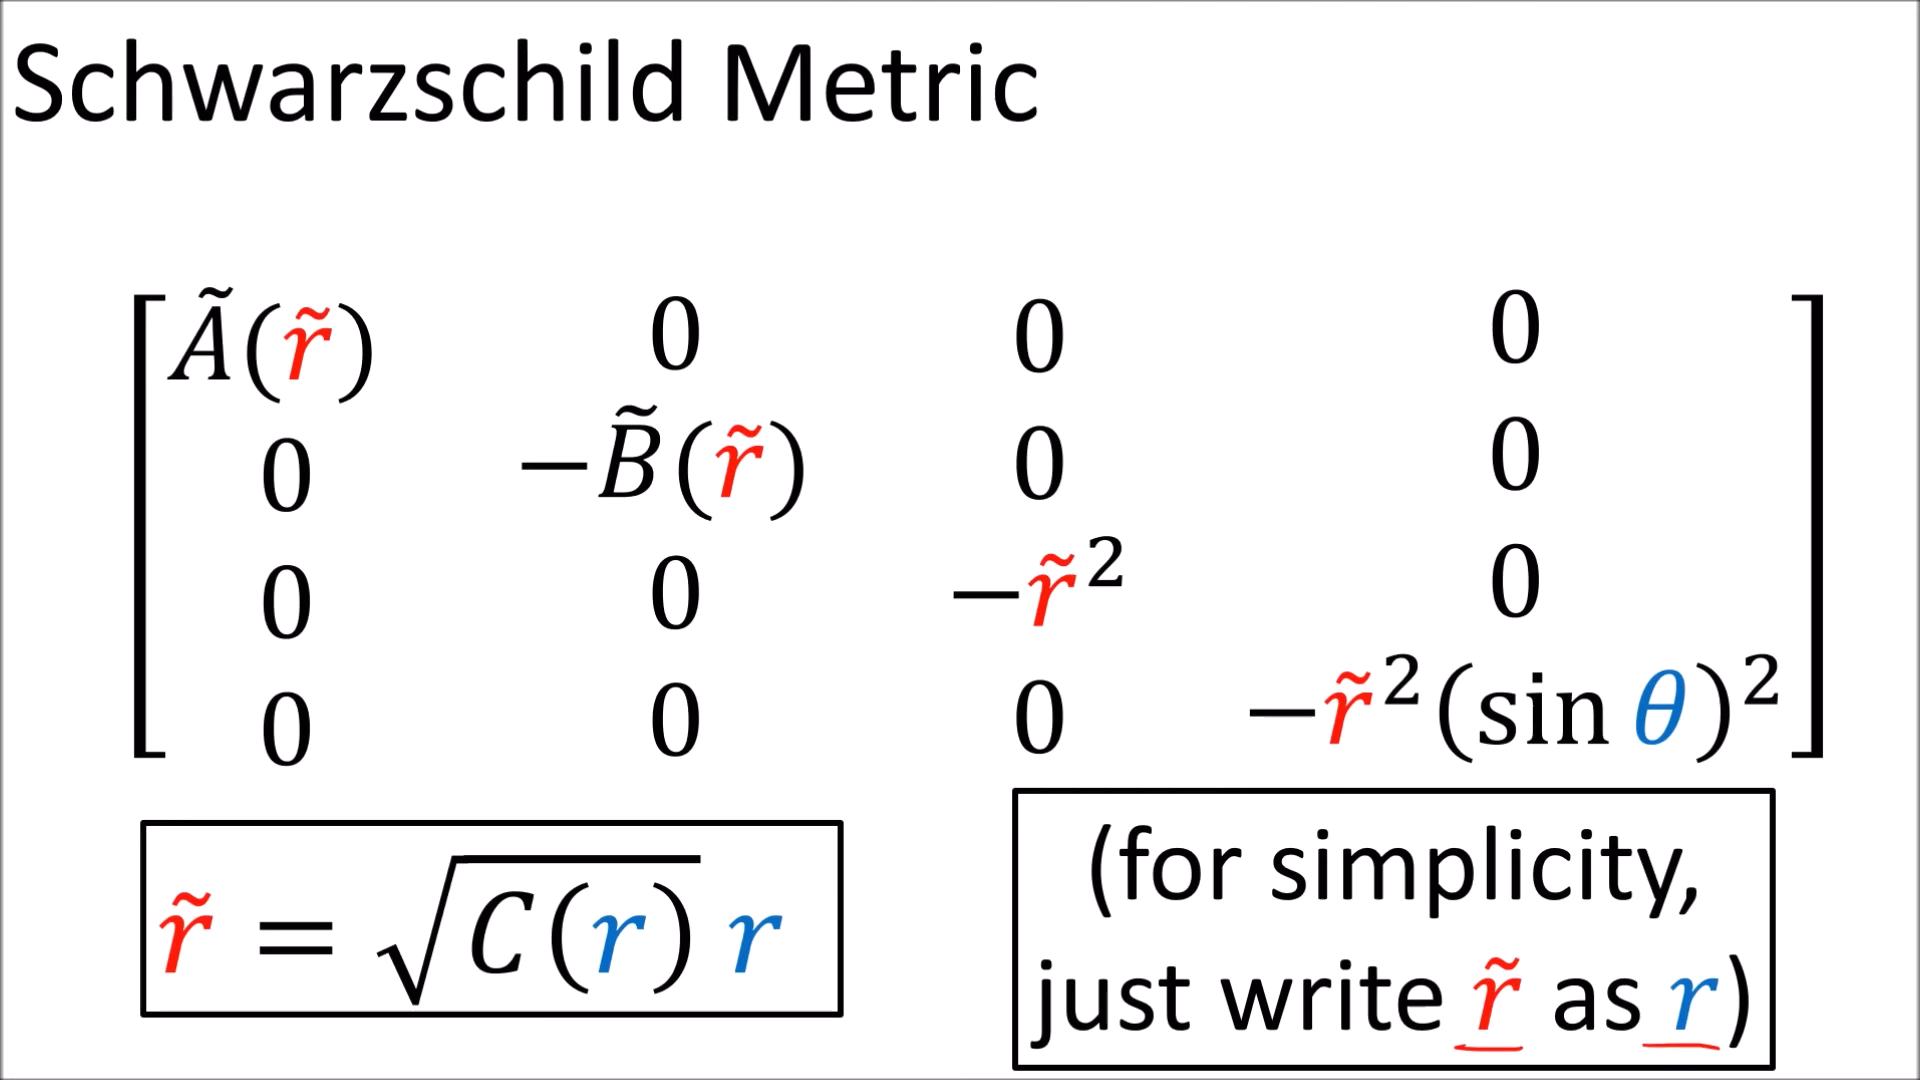 Schwarzschild Metric
Ã(r̃) 0 0 0
0 −B̃(r̃) 0 0
0 0 −r̃² 0
0 0 0 −r̃²(sin θ)²
r̃ = √C(r) r
(for simplicity,
just write r̃ as r)